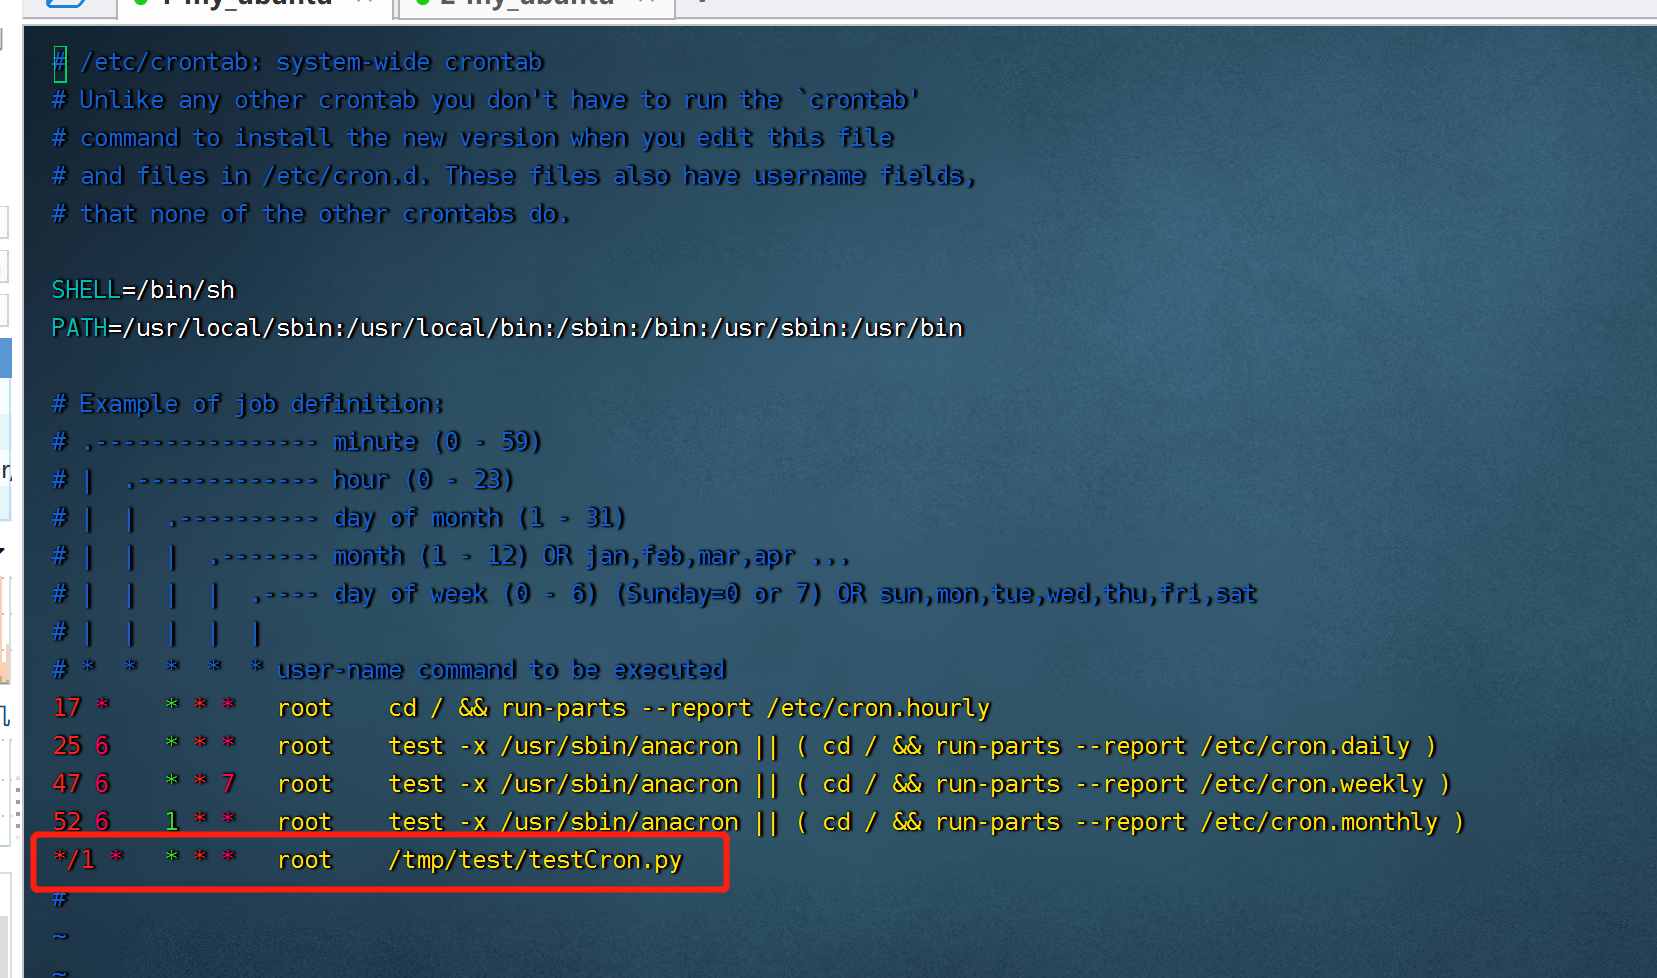 1 my_ubuntu
2 my_ubuntu
# /etc/crontab: system-wide crontab
# Unlike any other crontab you don't have to run the `crontab'
# command to install the new version when you edit this file
# and files in /etc/cron.d. These files also have username fields,
# that none of the other crontabs do.
SHELL=/bin/sh
PATH=/usr/local/sbin:/usr/local/bin:/sbin:/bin:/usr/sbin:/usr/bin
# Example of job definition:
# .---------------- minute (0 - 59)
# |  .------------- hour (0 - 23)
# |  |  .---------- day of month (1 - 31)
# |  |  |  .------- month (1 - 12) OR jan,feb,mar,apr ...
# |  |  |  |  .---- day of week (0 - 6) (Sunday=0 or 7) OR sun,mon,tue,wed,thu,fri,sat
# |  |  |  |  |
# *  *  *  *  * user-name command to be executed
17 *    * * *   root    cd / && run-parts --report /etc/cron.hourly
25 6    * * *   root    test -x /usr/sbin/anacron || ( cd / && run-parts --report /etc/cron.daily )
47 6    * * 7   root    test -x /usr/sbin/anacron || ( cd / && run-parts --report /etc/cron.weekly )
52 6    1 * *   root    test -x /usr/sbin/anacron || ( cd / && run-parts --report /etc/cron.monthly )
*/1 *   * * *   root    /tmp/test/testCron.py
#
~
~